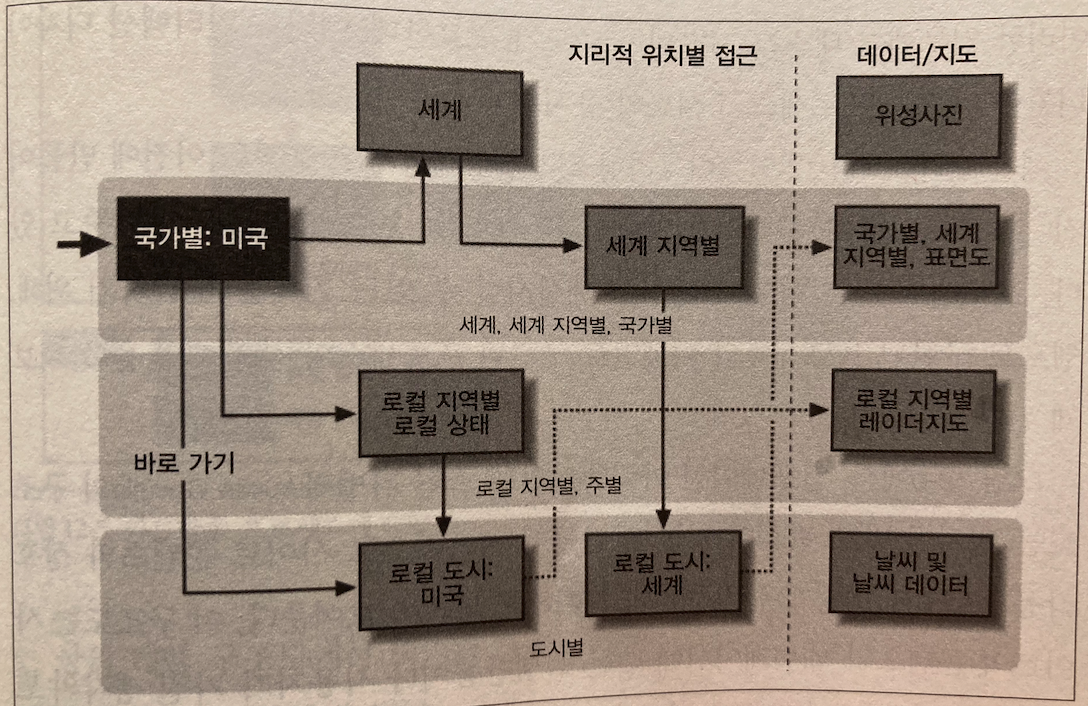 지리적 위치별 접근
데이터/지도
세계
위성사진
국가별: 미국
세계 지역별
국가별, 세계
지역별, 표면도
세계, 세계 지역별, 국가별
로컬 지역별
로컬 상태
로컬 지역별
레이더지도
바로 가기
로컬 지역별, 주별
로컬 도시:
미국
로컬 도시:
세계
날씨 및
날씨 데이터
도시별